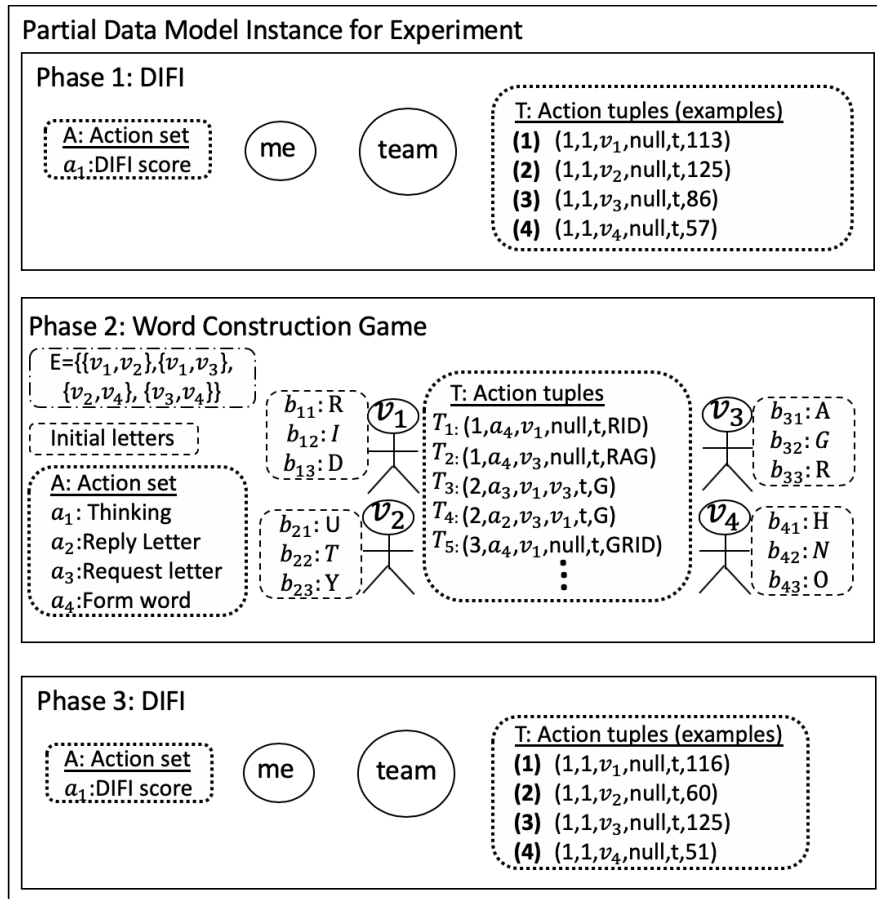 Partial Data Model Instance for Experiment
Phase 1: DIFI
A: Action set
a₁:DIFI score
me
team
T: Action tuples (examples)
(1) (1,1,v₁,null,t,113)
(2) (1,1,v₂,null,t,125)
(3) (1,1,v₃,null,t,86)
(4) (1,1,v₄,null,t,57)
Phase 2: Word Construction Game
E={{v₁,v₂},{v₁,v₃},
{v₂,v₄}, {v₃,v₄}}
Initial letters
A: Action set
a₁: Thinking
a₂:Reply Letter
a₃:Request letter
a₄:Form word
b₁₁: R
b₁₂: I
b₁₃: D
v₁
b₂₁: U
b₂₂: T
b₂₃: Y
v₂
T: Action tuples
T₁: (1,a₄,v₁,null,t,RID)
T₂: (1,a₄,v₃,null,t,RAG)
T₃: (2,a₃,v₁,v₃,t,G)
T₄: (2,a₂,v₃,v₁,t,G)
T₅: (3,a₄,v₁,null,t,GRID)
⋮
v₃
b₃₁: A
b₃₂: G
b₃₃: R
v₄
b₄₁: H
b₄₂: N
b₄₃: O
Phase 3: DIFI
A: Action set
a₁:DIFI score
me
team
T: Action tuples (examples)
(1) (1,1,v₁,null,t,116)
(2) (1,1,v₂,null,t,60)
(3) (1,1,v₃,null,t,125)
(4) (1,1,v₄,null,t,51)